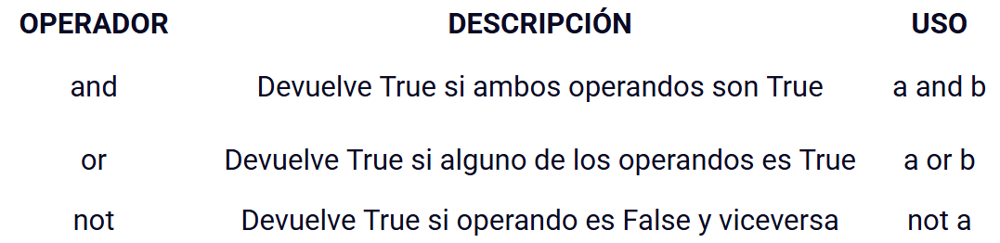 OPERADOR DESCRIPCIÓN USO
and Devuelve True si ambos operandos son True a and b
or Devuelve True si alguno de los operandos es True a or b
not Devuelve True si operando es False y viceversa not a